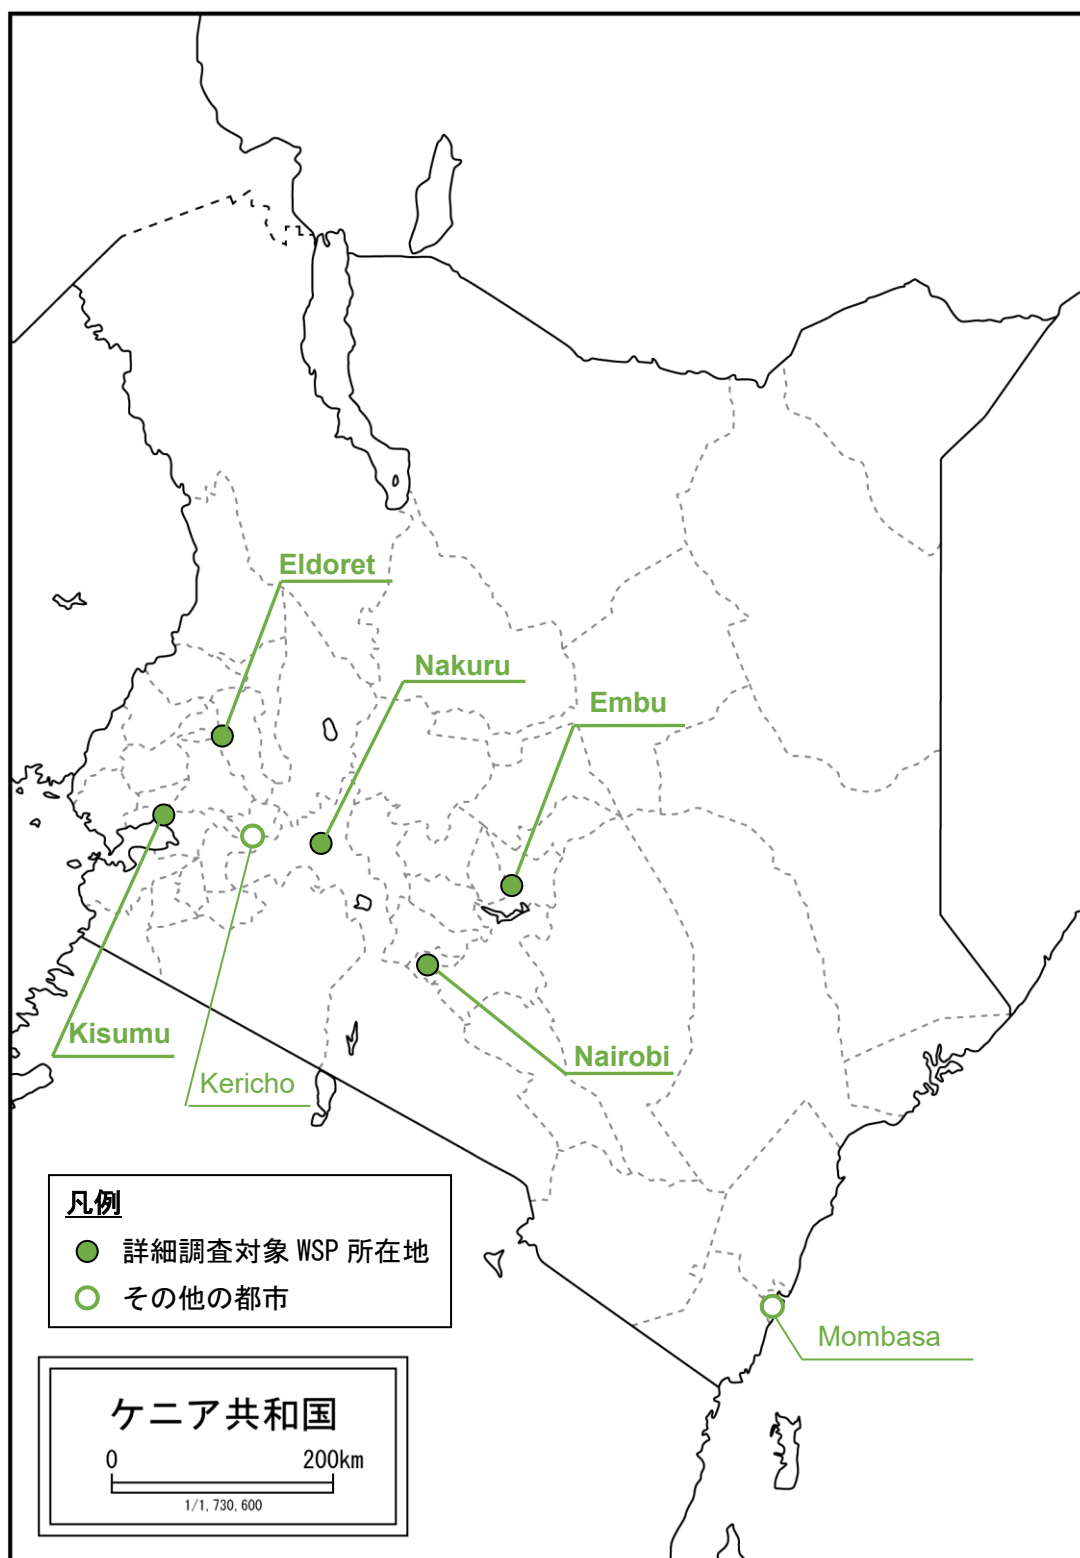 Eldoret
Nakuru
Embu
Kisumu
Kericho
Nairobi
凡例
詳細調査対象 WSP 所在地
その他の都市
Mombasa
ケニア共和国
0 200km
1/1,730,600